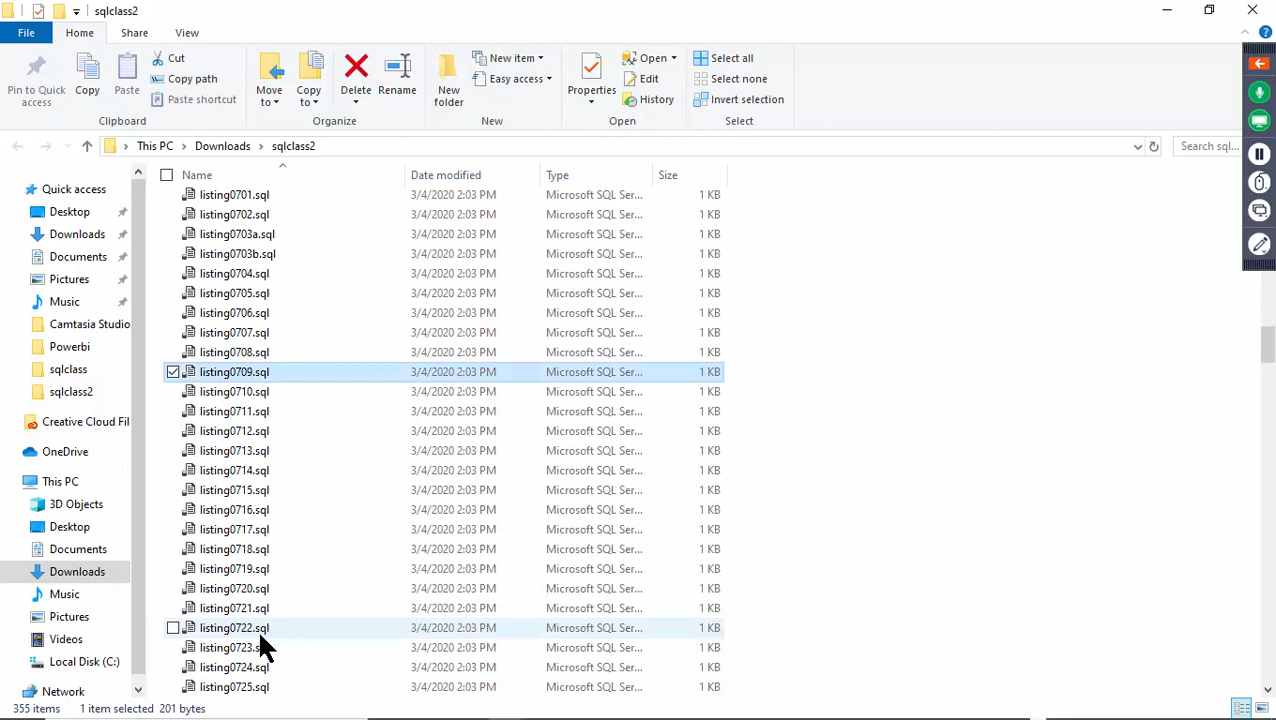 sqlclass2
File Home Share View
Pin to Quick access
Copy
Paste
Cut
Copy path
Paste shortcut
Clipboard
Move to
Copy to
Delete
Rename
Organize
New folder
New item
Easy access
New
Properties
Open
Edit
History
Open
Select all
Select none
Invert selection
Select
This PC > Downloads > sqlclass2
Search sql...
Quick access
Desktop
Downloads
Documents
Pictures
Music
Camtasia Studio
Powerbi
sqlclass
sqlclass2
Creative Cloud Fil
OneDrive
This PC
3D Objects
Desktop
Documents
Downloads
Music
Pictures
Videos
Local Disk (C:)
Network
Name Date modified Type Size
listing0701.sql 3/4/2020 2:03 PM Microsoft SQL Ser... 1 KB
listing0702.sql 3/4/2020 2:03 PM Microsoft SQL Ser... 1 KB
listing0703a.sql 3/4/2020 2:03 PM Microsoft SQL Ser... 1 KB
listing0703b.sql 3/4/2020 2:03 PM Microsoft SQL Ser... 1 KB
listing0704.sql 3/4/2020 2:03 PM Microsoft SQL Ser... 1 KB
listing0705.sql 3/4/2020 2:03 PM Microsoft SQL Ser... 1 KB
listing0706.sql 3/4/2020 2:03 PM Microsoft SQL Ser... 1 KB
listing0707.sql 3/4/2020 2:03 PM Microsoft SQL Ser... 1 KB
listing0708.sql 3/4/2020 2:03 PM Microsoft SQL Ser... 1 KB
listing0709.sql 3/4/2020 2:03 PM Microsoft SQL Ser... 1 KB
listing0710.sql 3/4/2020 2:03 PM Microsoft SQL Ser... 1 KB
listing0711.sql 3/4/2020 2:03 PM Microsoft SQL Ser... 1 KB
listing0712.sql 3/4/2020 2:03 PM Microsoft SQL Ser... 1 KB
listing0713.sql 3/4/2020 2:03 PM Microsoft SQL Ser... 1 KB
listing0714.sql 3/4/2020 2:03 PM Microsoft SQL Ser... 1 KB
listing0715.sql 3/4/2020 2:03 PM Microsoft SQL Ser... 1 KB
listing0716.sql 3/4/2020 2:03 PM Microsoft SQL Ser... 1 KB
listing0717.sql 3/4/2020 2:03 PM Microsoft SQL Ser... 1 KB
listing0718.sql 3/4/2020 2:03 PM Microsoft SQL Ser... 1 KB
listing0719.sql 3/4/2020 2:03 PM Microsoft SQL Ser... 1 KB
listing0720.sql 3/4/2020 2:03 PM Microsoft SQL Ser... 1 KB
listing0721.sql 3/4/2020 2:03 PM Microsoft SQL Ser... 1 KB
listing0722.sql 3/4/2020 2:03 PM Microsoft SQL Ser... 1 KB
listing0723.sql 3/4/2020 2:03 PM Microsoft SQL Ser... 1 KB
listing0724.sql 3/4/2020 2:03 PM Microsoft SQL Ser... 1 KB
listing0725.sql 3/4/2020 2:03 PM Microsoft SQL Ser... 1 KB
355 items 1 item selected 201 bytes